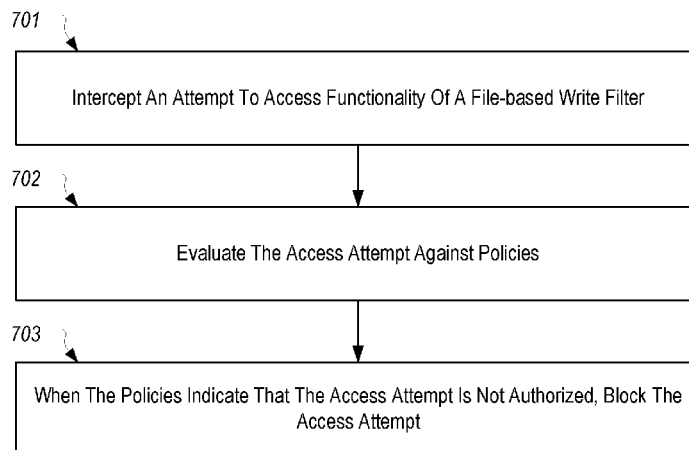 701
Intercept An Attempt To Access Functionality Of A File-based Write Filter
702
Evaluate The Access Attempt Against Policies
703
When The Policies Indicate That The Access Attempt Is Not Authorized, Block The
Access Attempt